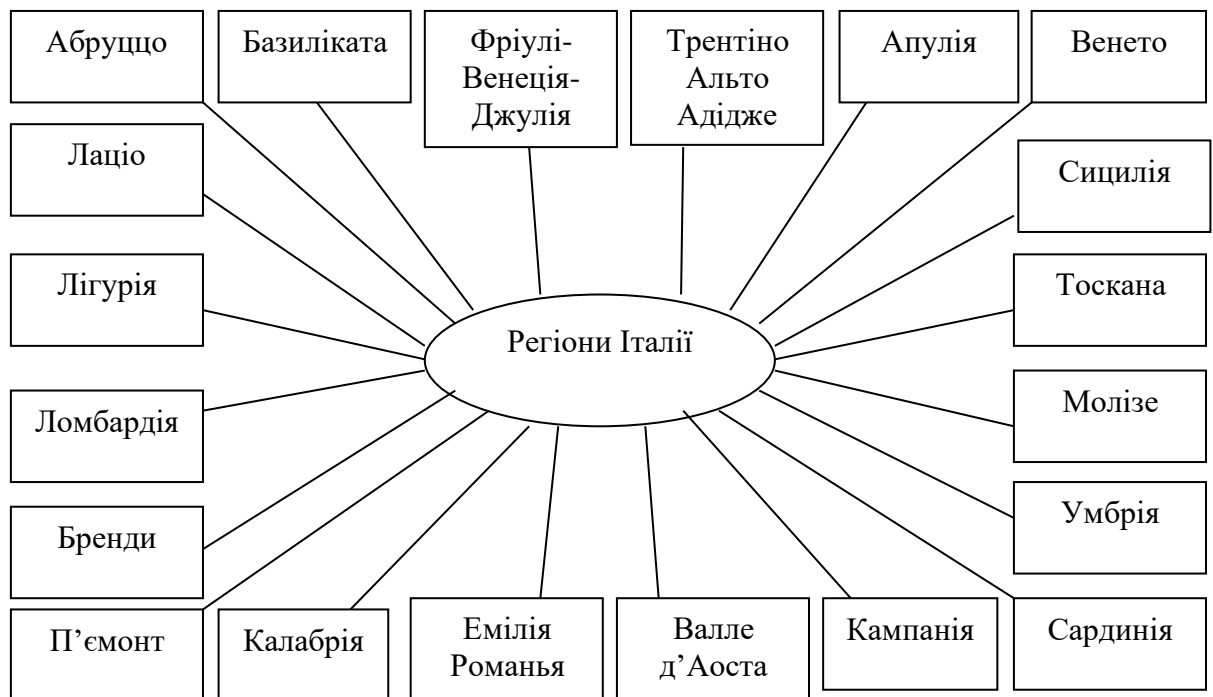 Абруццо
Базиліката
Фріулі-
Венеція-
Джулія
Трентіно
Альто
Адідже
Апулія
Венето
Лаціо
Сицилія
Лігурія
Тоскана
Регіони Італії
Ломбардія
Молізе
Бренди
Умбрія
П’ємонт
Калабрія
Емілія
Романья
Валле
д’Аоста
Кампанія
Сардинія